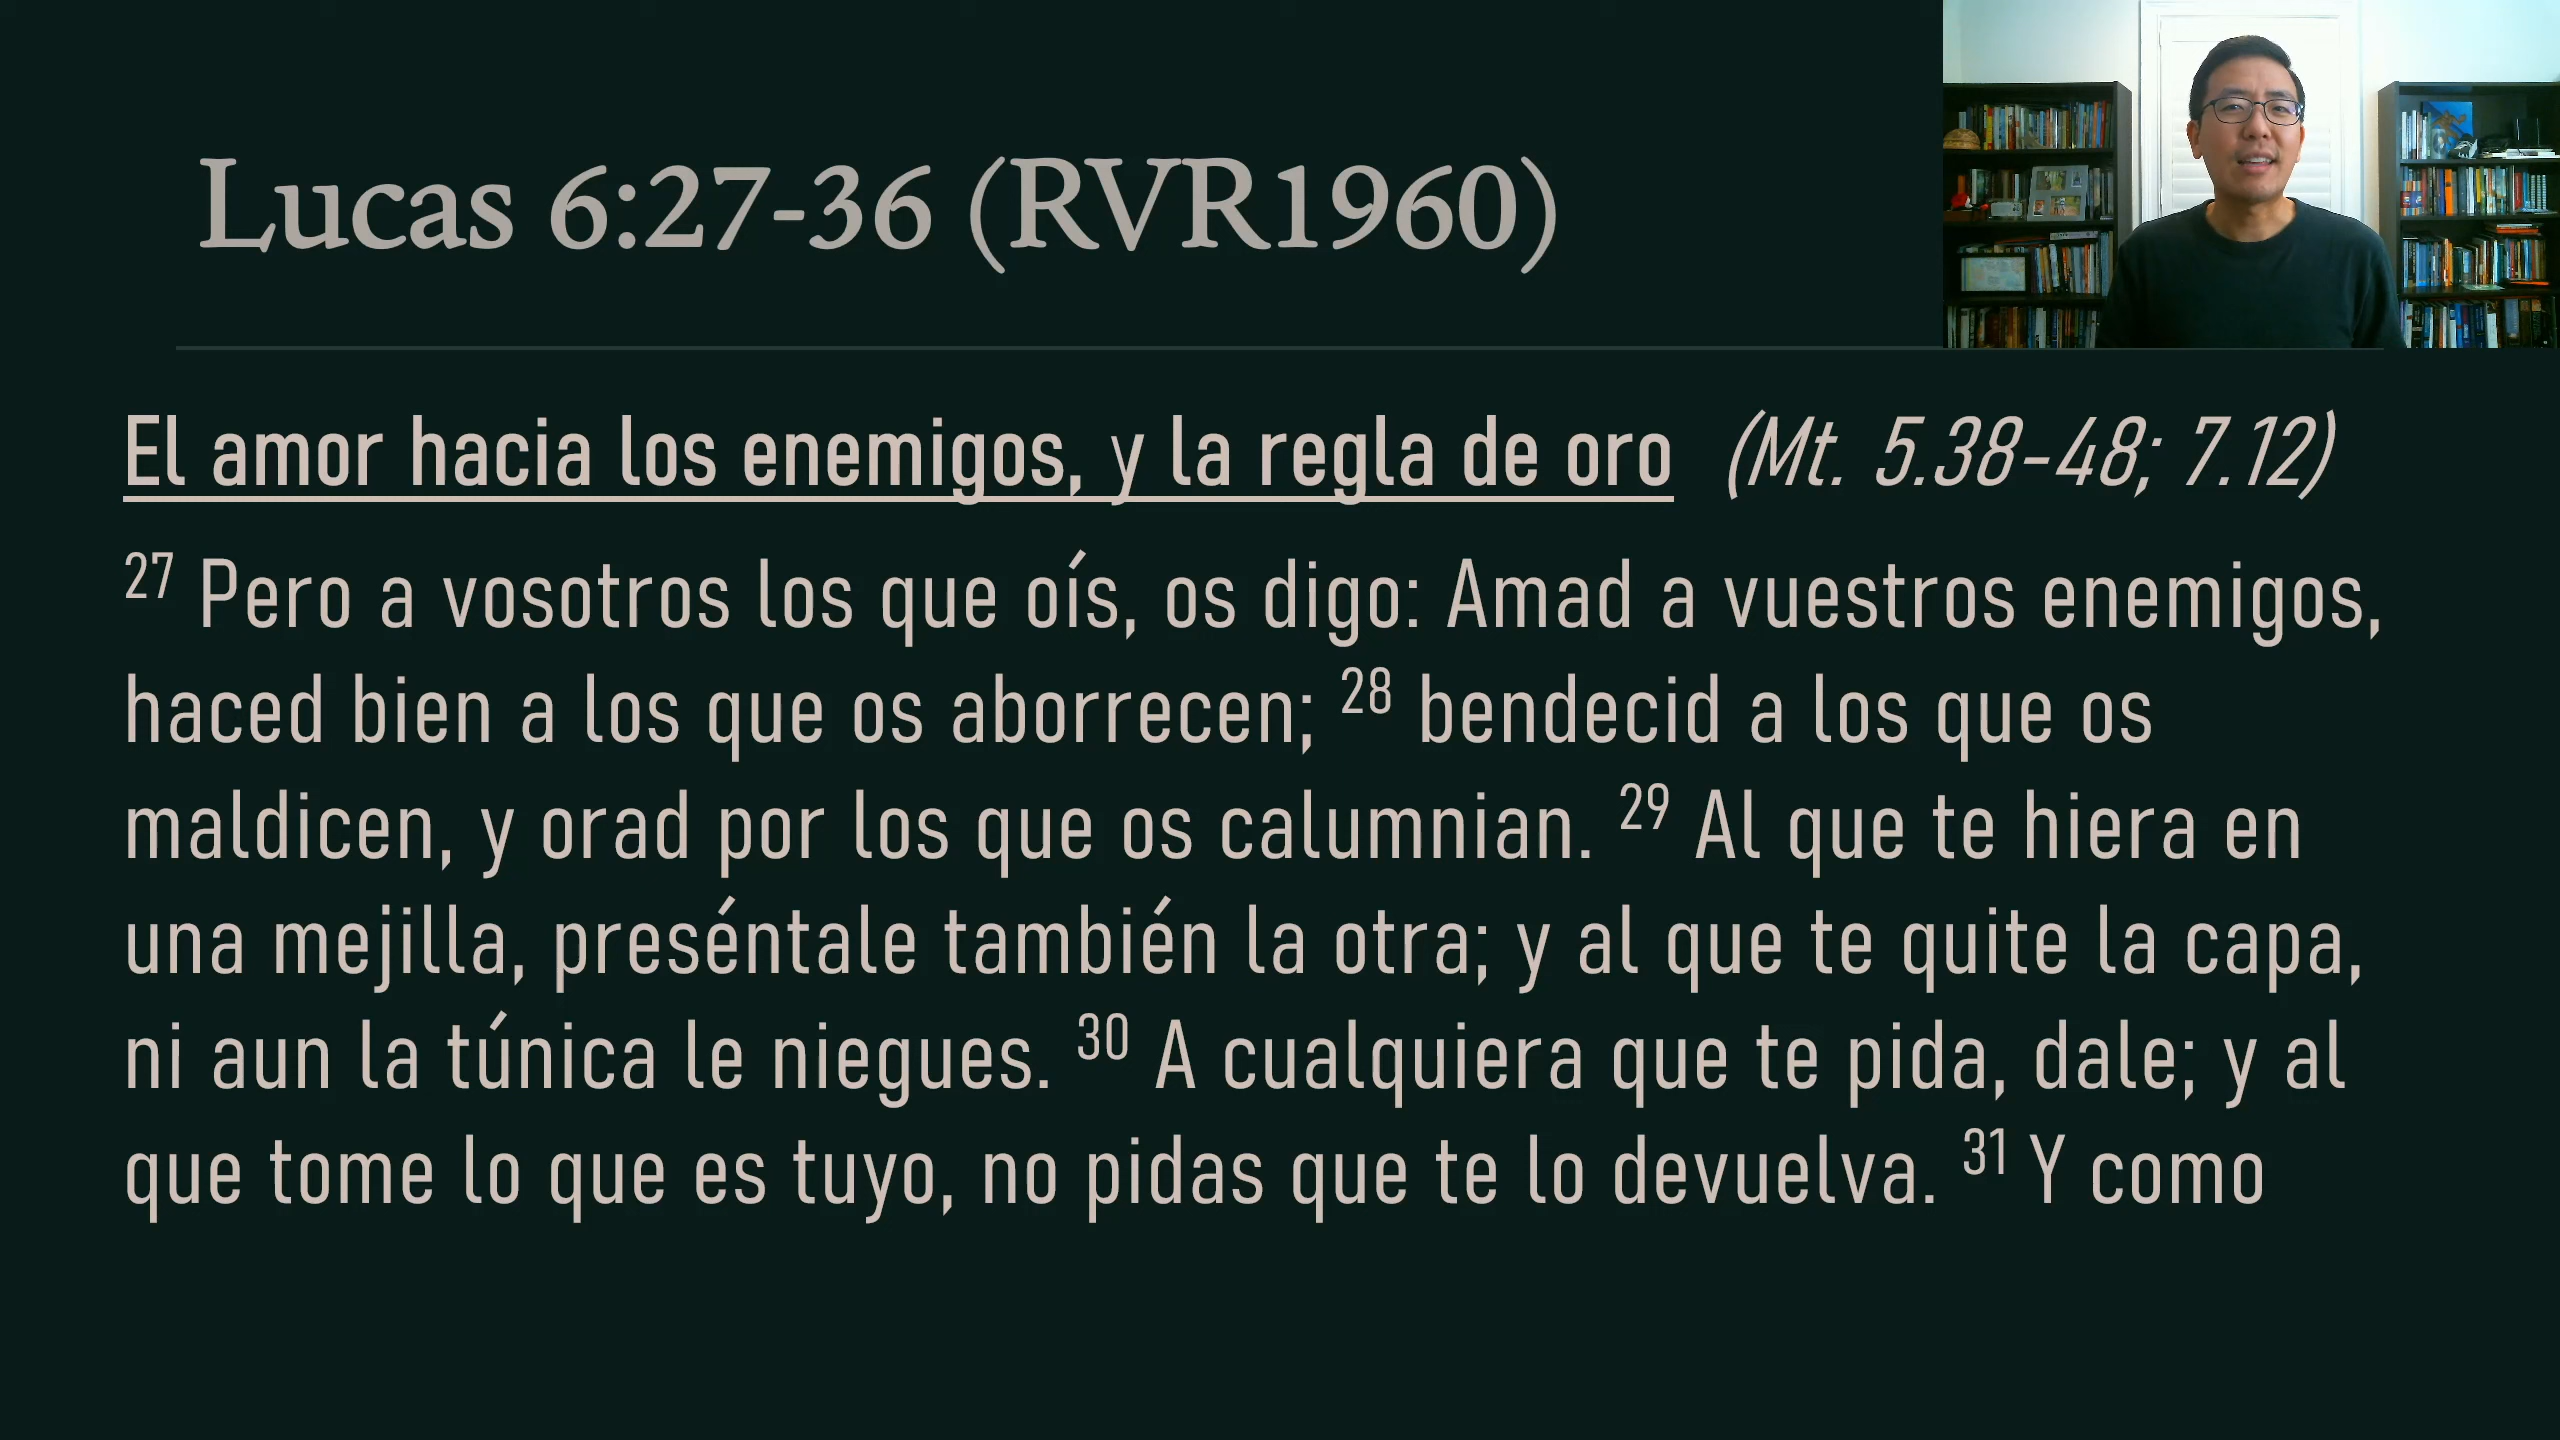 Lucas 6:27-36 (RVR1960)
El amor hacia los enemigos, y la regla de oro (Mt. 5.38-48; 7.12)
27 Pero a vosotros los que oís, os digo: Amad a vuestros enemigos,
haced bien a los que os aborrecen; 28 bendecid a los que os
maldicen, y orad por los que os calumnian. 29 Al que te hiera en
una mejilla, preséntale también la otra; y al que te quite la capa,
ni aun la túnica le niegues. 30 A cualquiera que te pida, dale; y al
que tome lo que es tuyo, no pidas que te lo devuelva. 31 Y como